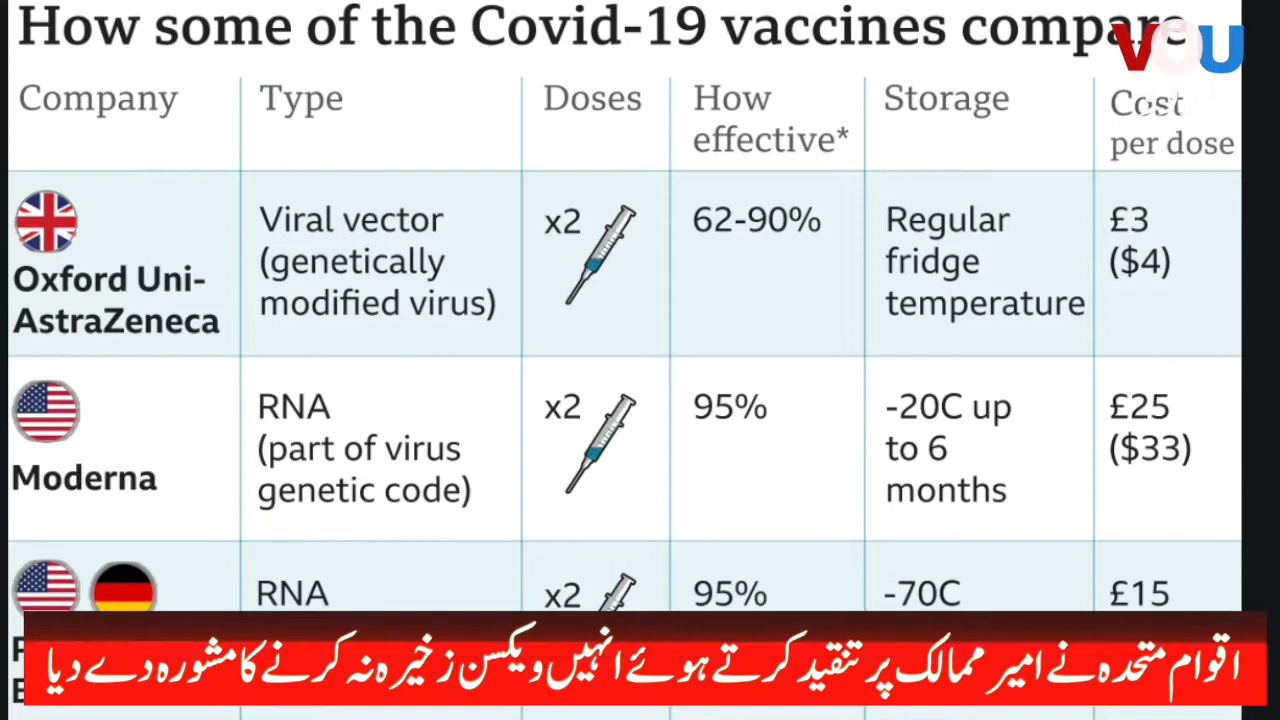 How some of the Covid-19 vaccines compare
VOU
Company Type Doses How effective* Storage Cost per dose
Oxford Uni-AstraZeneca Viral vector (genetically modified virus) x2 62-90% Regular fridge temperature £3 ($4)
Moderna RNA (part of virus genetic code) x2 95% -20C up to 6 months £25 ($33)
RNA x2 95% -70C £15
اقوام متحدہ نے امیر ممالک پر تنقید کرتے ہوئے انہیں ویکسن زخیرہ نہ کرنے کا مشورہ دے دیا